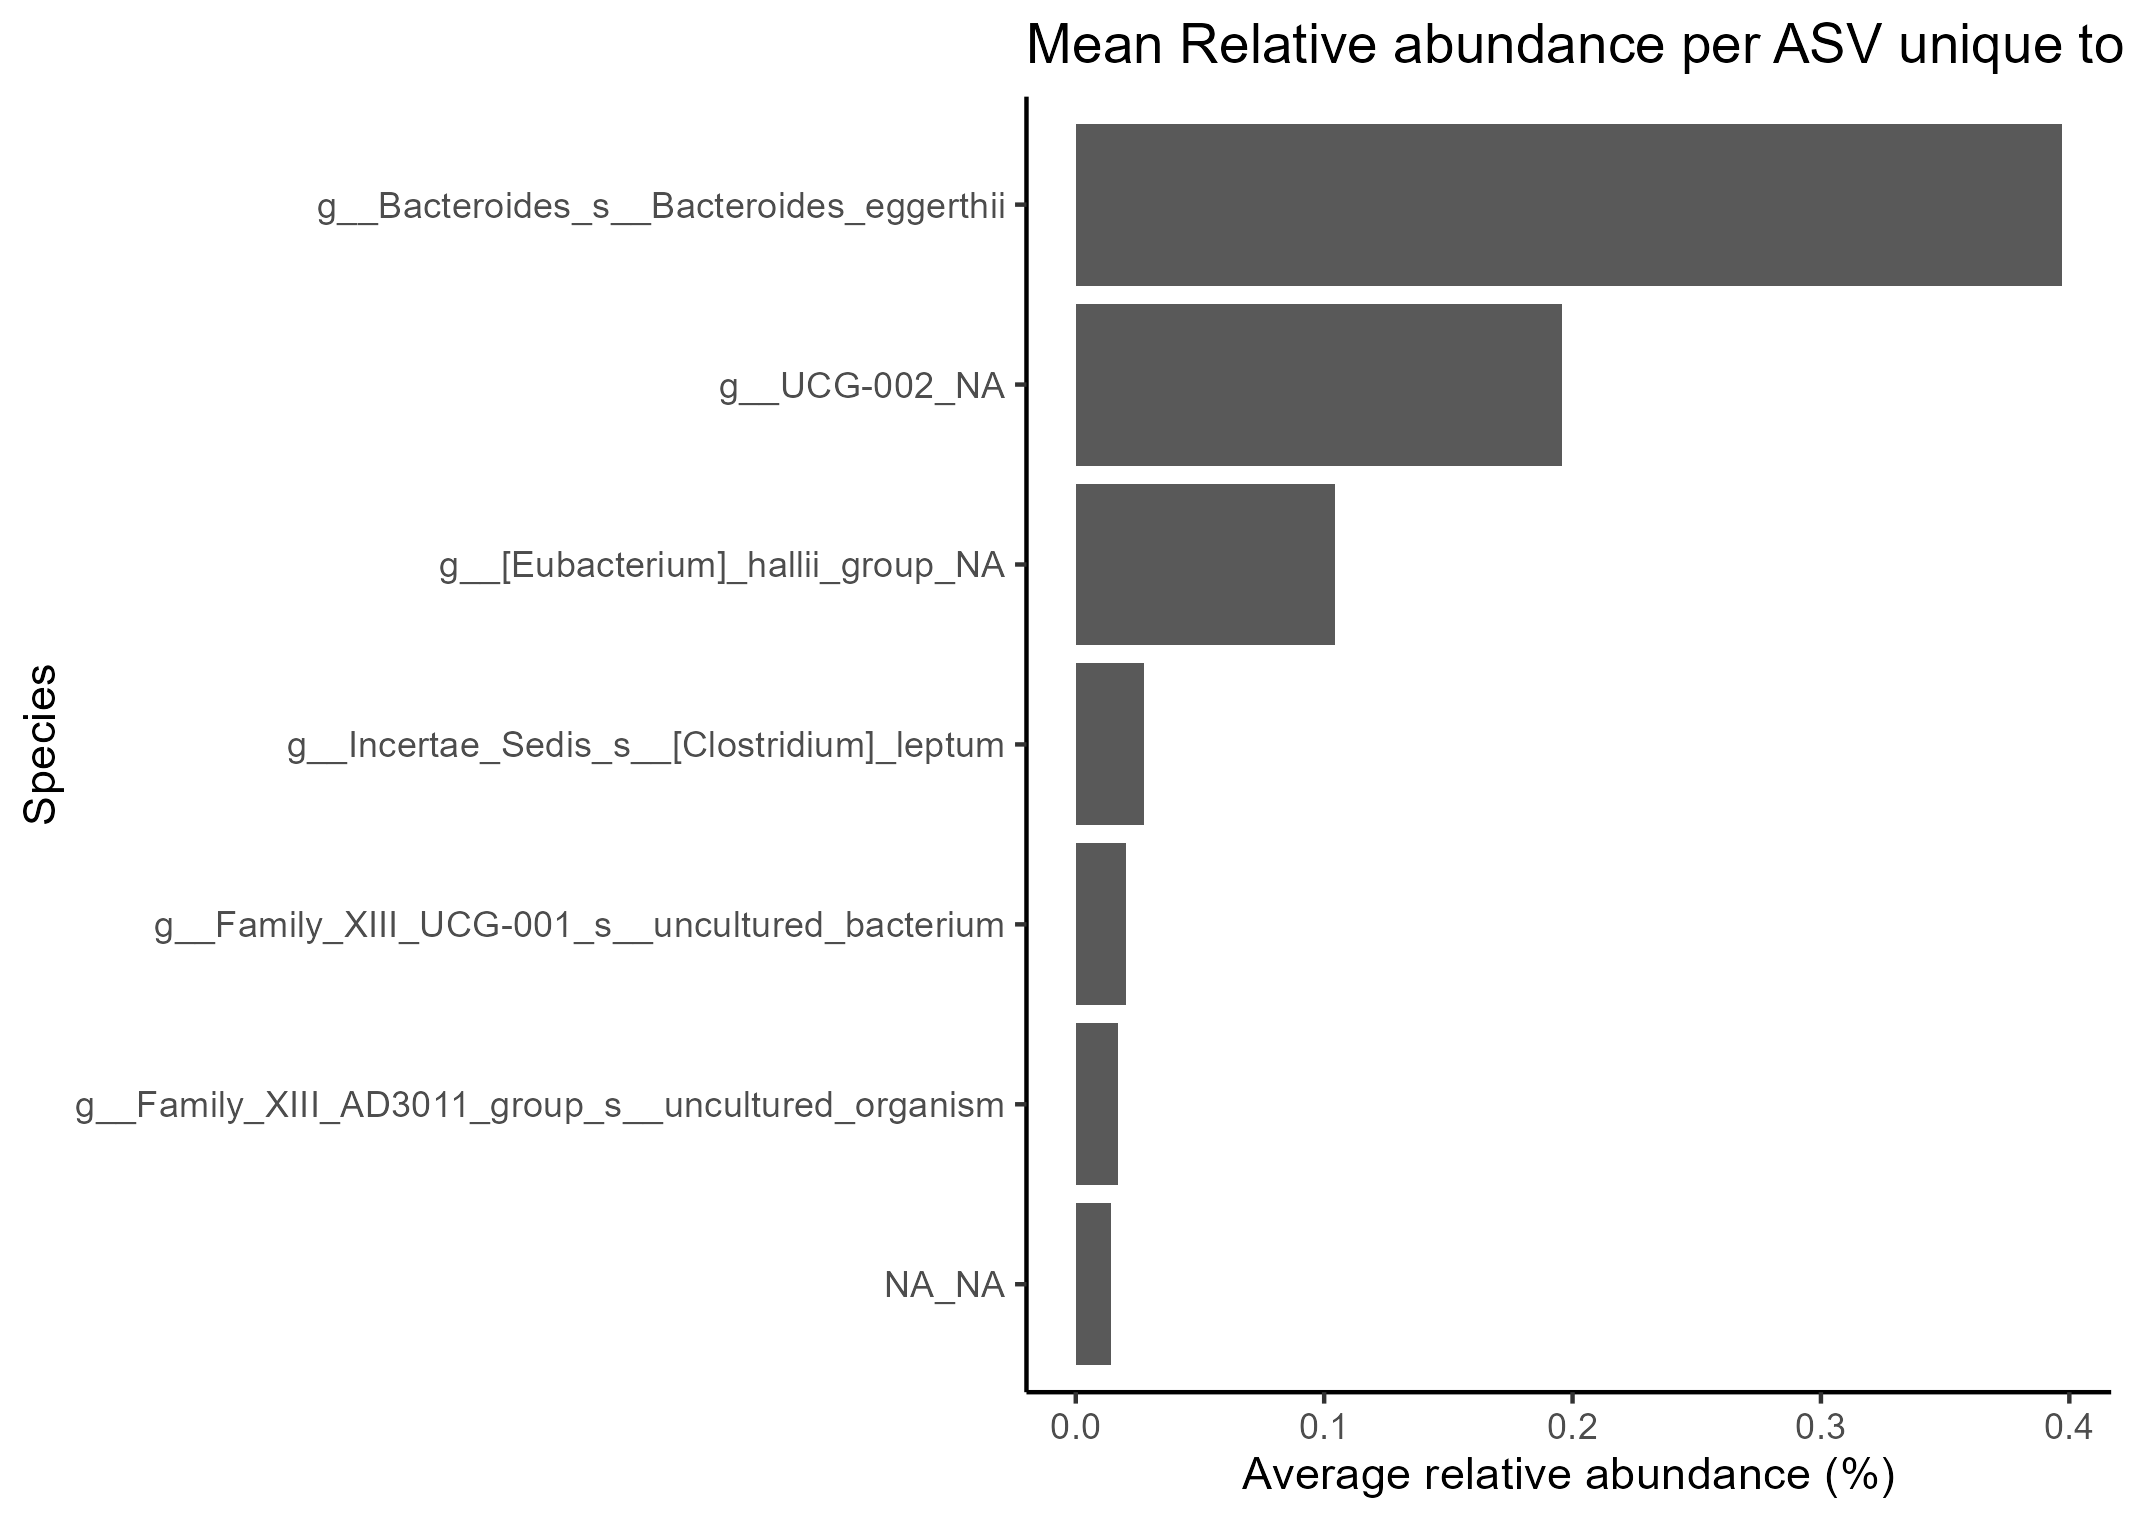 Mean Relative abundance per ASV unique to
g__Bacteroides_s__Bacteroides_eggerthii
g__UCG-002_NA
g__[Eubacterium]_hallii_group_NA
g__Incertae_Sedis_s__[Clostridium]_leptum
g__Family_XIII_UCG-001_s__uncultured_bacterium
g__Family_XIII_AD3011_group_s__uncultured_organism
NA_NA
Species
0.0 0.1 0.2 0.3 0.4
Average relative abundance (%)